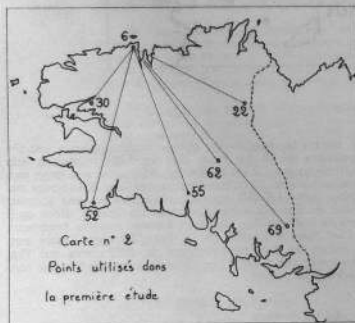 6
30
22
62
55
52
69
Carte n° 2
Points utilisés dans
la première étude